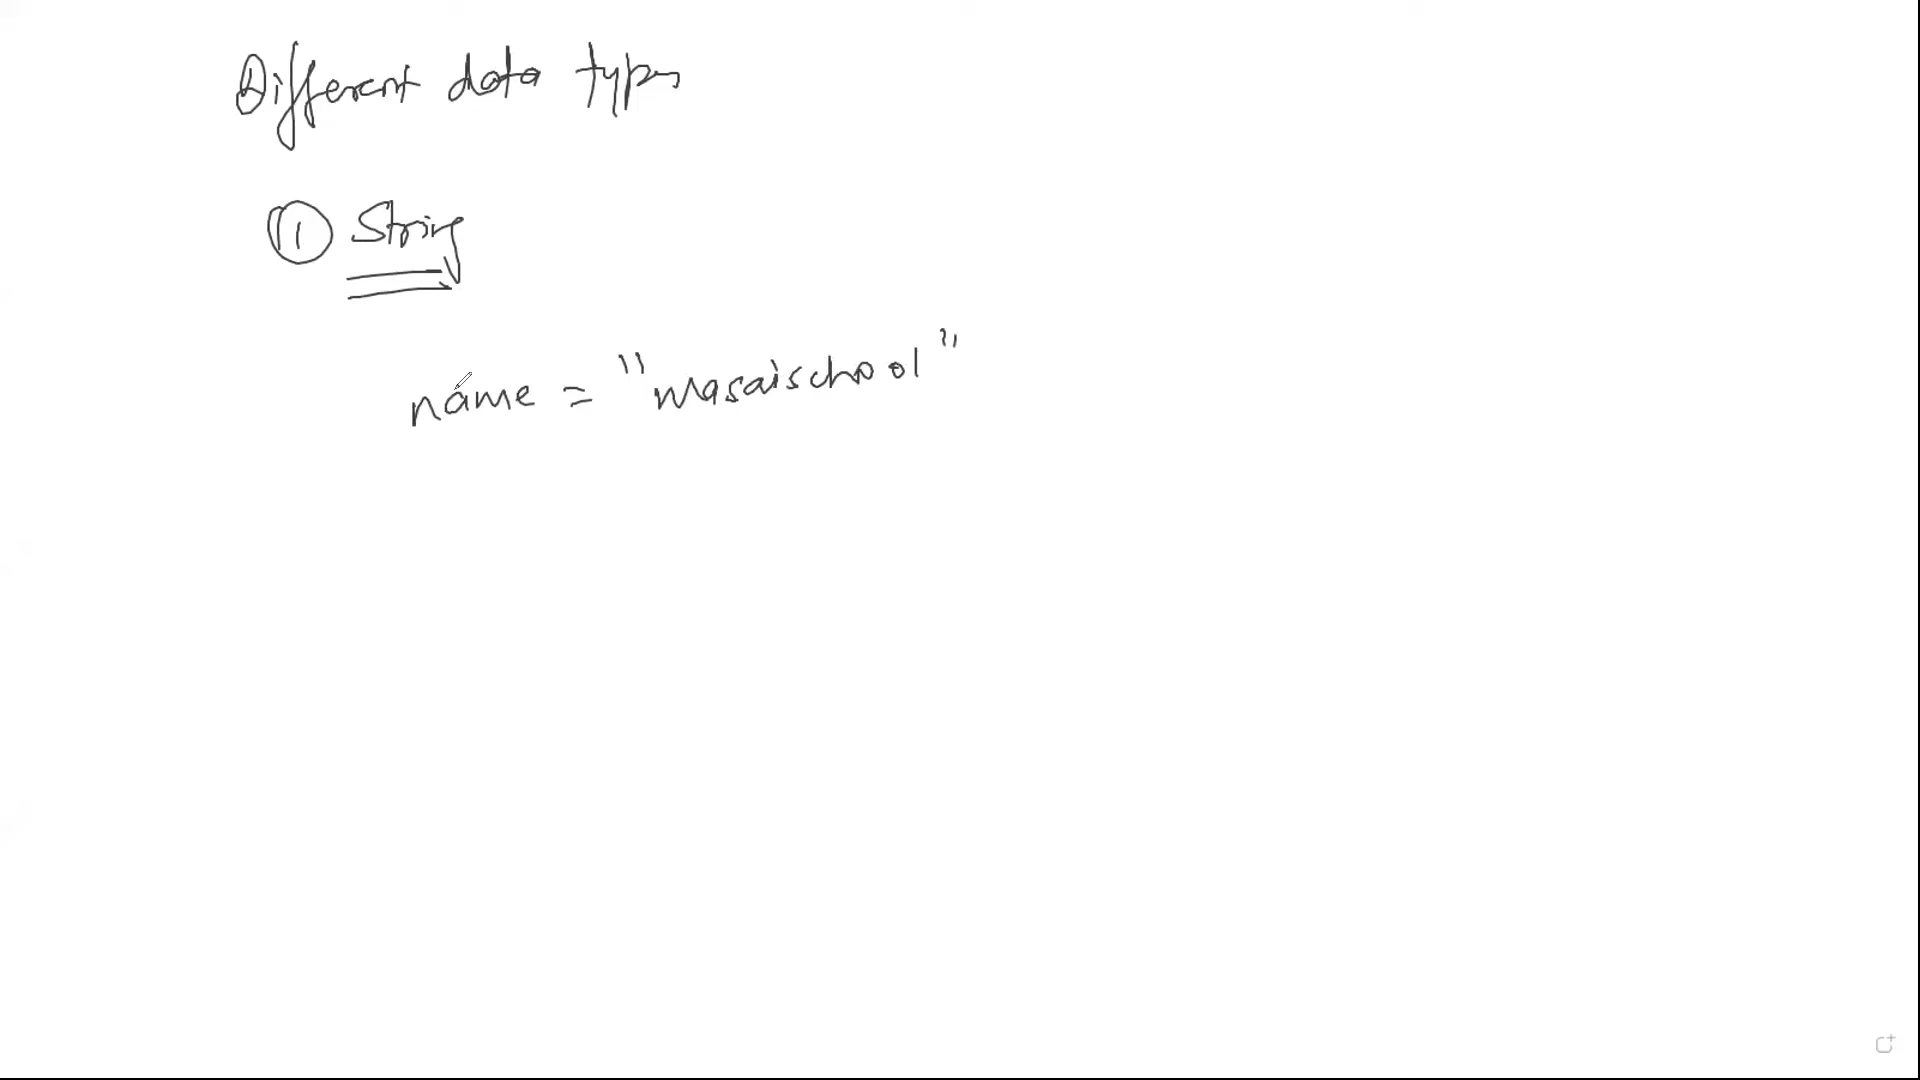 Different data types
① String
name = "masaischool"